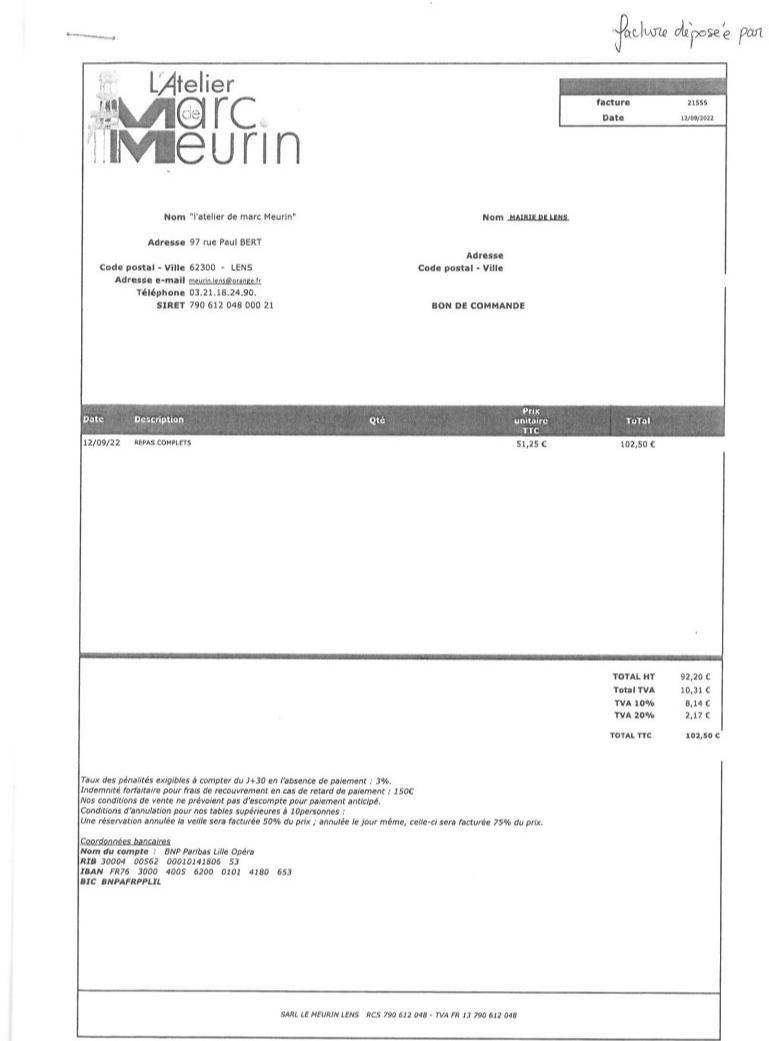 facture déposée par
L'Atelier
de
Marc
Meurin
facture 21555
Date 12/09/2022
Nom "l'atelier de marc Meurin"
Nom MAIRIE DE LENS
Adresse 97 rue Paul BERT
Adresse
Code postal - Ville 62300 - LENS
Code postal - Ville
Adresse e-mail meurin.lens@orange.fr
Téléphone 03.21.18.24.90.
SIRET 790 612 048 000 21
BON DE COMMANDE
Date Description Qté Prix unitaire TTC ToTal
12/09/22 REPAS COMPLETS 51,25 € 102,50 €
TOTAL HT 92,20 €
Total TVA 10,31 €
TVA 10% 8,14 €
TVA 20% 2,17 €
TOTAL TTC 102,50 €
Taux des pénalités exigibles à compter du J+30 en l'absence de paiement : 3%.
Indemnité forfaitaire pour frais de recouvrement en cas de retard de paiement : 150€
Nos conditions de vente ne prévoient pas d'escompte pour paiement anticipé.
Conditions d'annulation pour nos tables supérieures à 10personnes :
Une réservation annulée la veille sera facturée 50% du prix ; annulée le jour même, celle-ci sera facturée 75% du prix.
Coordonnées bancaires
Nom du compte : BNP Paribas Lille Opéra
RIB 30004 00562 00010141806 53
IBAN FR76 3000 4005 6200 0101 4180 653
BIC BNPAFRPPLIL
SARL LE MEURIN LENS RCS 790 612 048 - TVA FR 13 790 612 048